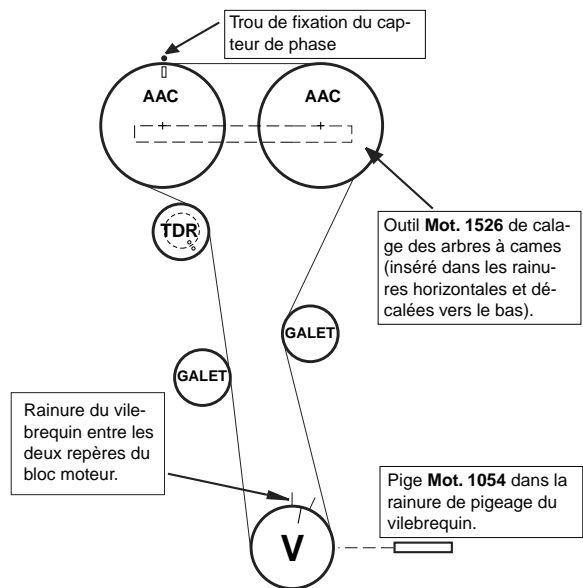 Trou de fixation du cap-
teur de phase
AAC
AAC
TDR
Outil Mot. 1526 de cala-
ge des arbres à cames
(inséré dans les rainu-
res horizontales et dé-
calées vers le bas).
GALET
GALET
Rainure du vile-
brequin entre les
deux repères du
bloc moteur.
Pige Mot. 1054 dans la
rainure de pigeage du
vilebrequin.
V